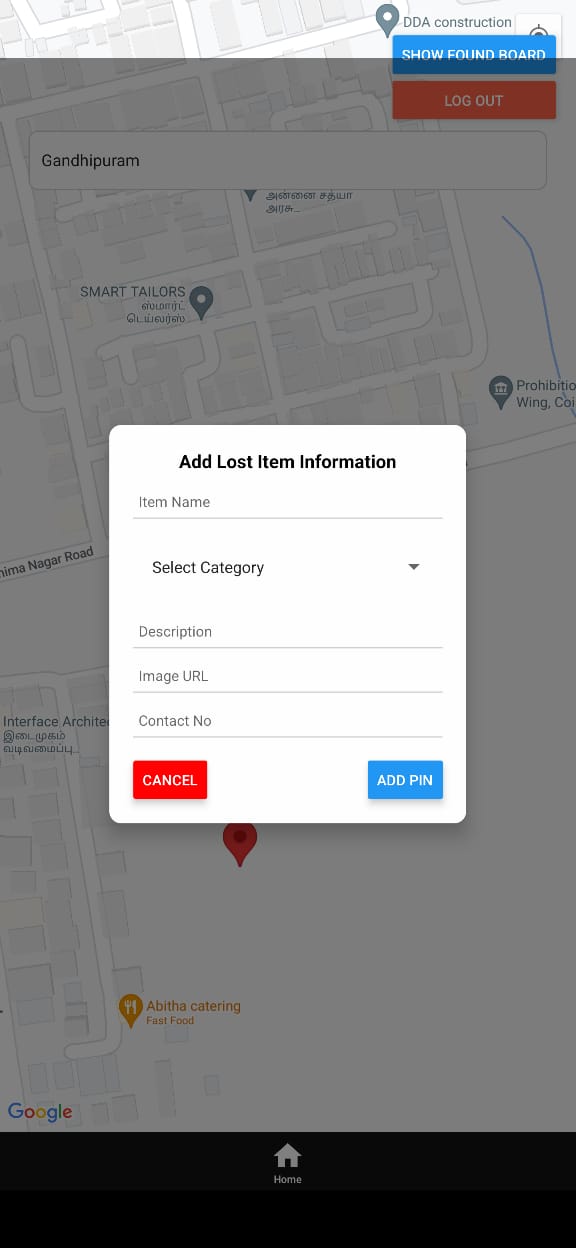 DDA construction
SHOW FOUND BOARD
LOG OUT
Gandhipuram
அன்னை சத்யா
அரசு...
SMART TAILORS
ஸ்மார்ட்
டெய்லர்ஸ்
Prohibitio
Wing, Coi
Add Lost Item Information
Item Name
hima Nagar Road
Select Category
Description
Image URL
Contact No
Interface Archite
இடைமுகம்
வடிவமைப்பு...
CANCEL
ADD PIN
Abitha catering
Fast Food
Google
Home